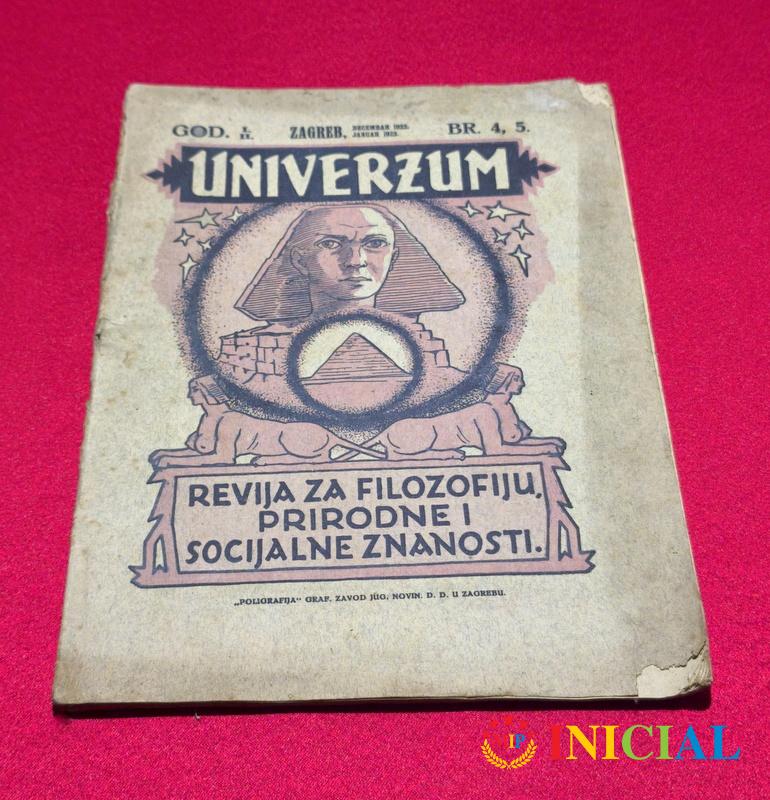 GOD. I.
II.
ZAGREB, DECEMBAR 1922.
JANUAR 1923.
BR. 4, 5.
UNIVERZUM
REVIJA ZA FILOZOFIJU,
PRIRODNE I
SOCIJALNE ZNANOSTI.
„POLIGRAFIJA" GRAF. ZAVOD JUG. NOVIN. D. D. U ZAGREBU.
IP INICIAL